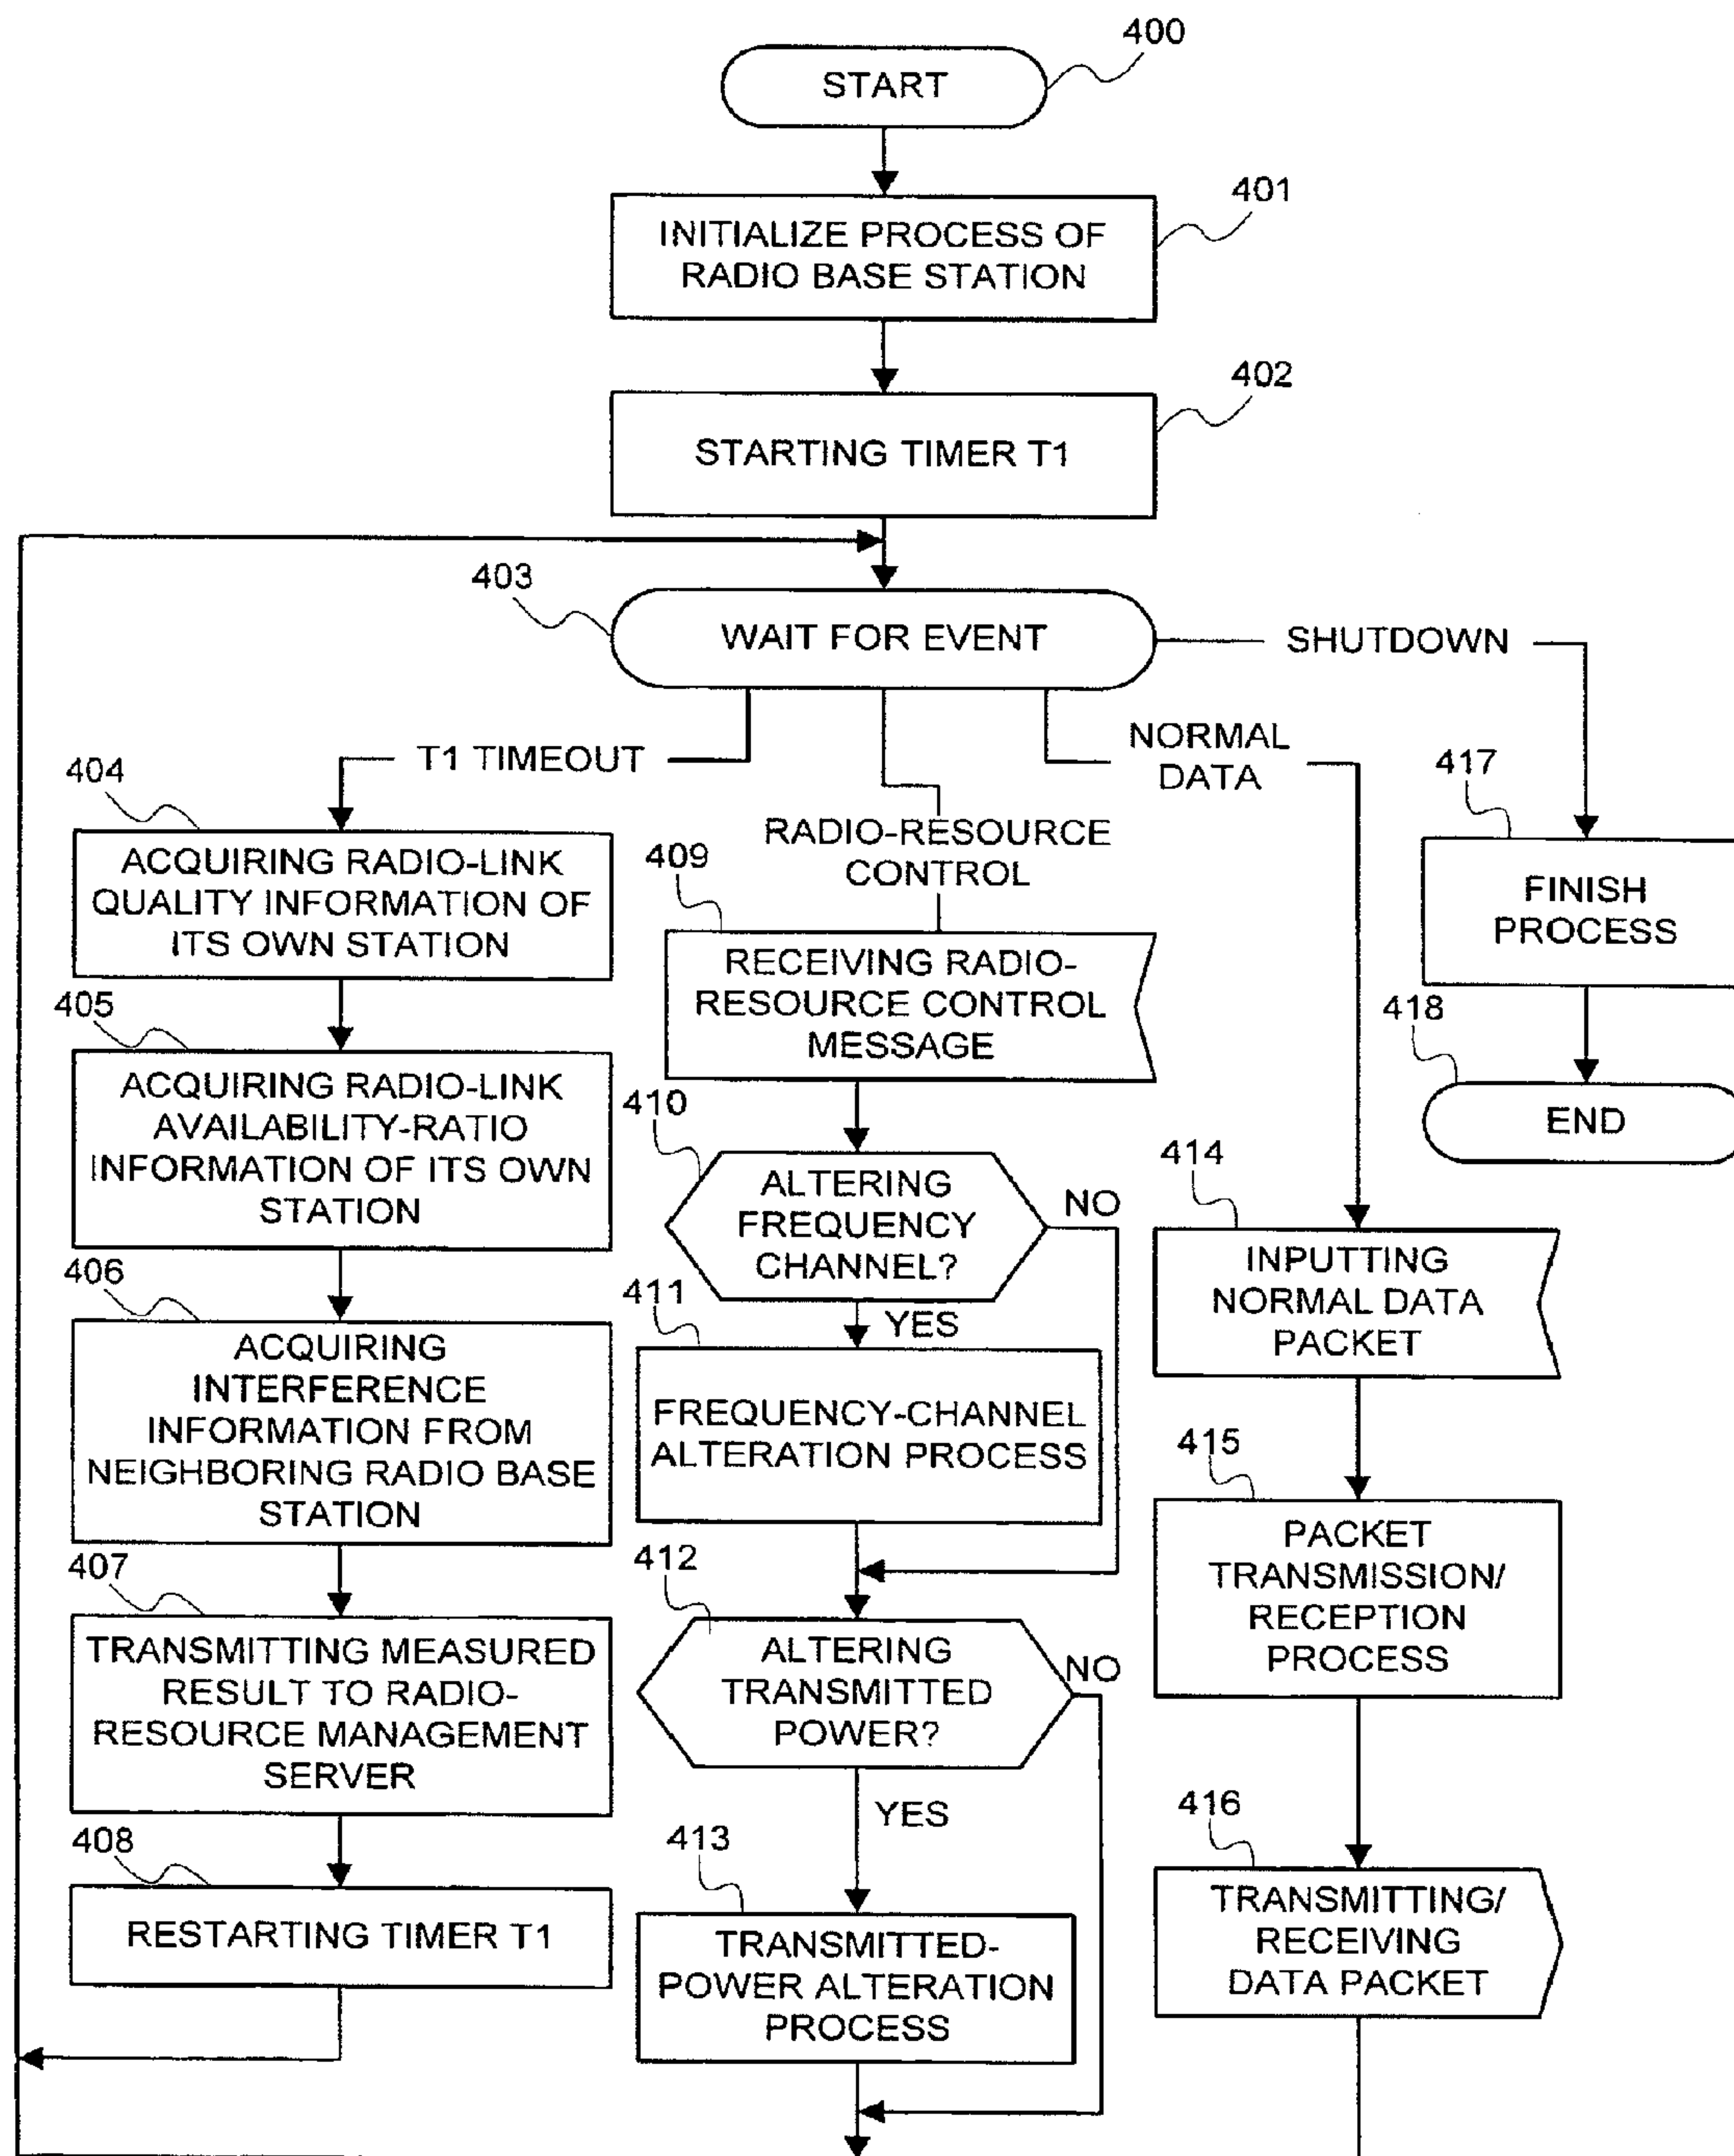 400
START
401
INITIALIZE PROCESS OF
RADIO BASE STATION
402
STARTING TIMER T1
403
WAIT FOR EVENT
SHUTDOWN
T1 TIMEOUT
RADIO-RESOURCE
CONTROL
NORMAL
DATA
404
ACQUIRING RADIO-LINK
QUALITY INFORMATION OF
ITS OWN STATION
405
ACQUIRING RADIO-LINK
AVAILABILITY-RATIO
INFORMATION OF ITS OWN
STATION
406
ACQUIRING
INTERFERENCE
INFORMATION FROM
NEIGHBORING RADIO BASE
STATION
407
TRANSMITTING MEASURED
RESULT TO RADIO-
RESOURCE MANAGEMENT
SERVER
408
RESTARTING TIMER T1
409
RECEIVING RADIO-
RESOURCE CONTROL
MESSAGE
410
ALTERING
FREQUENCY
CHANNEL?
NO
YES
411
FREQUENCY-CHANNEL
ALTERATION PROCESS
412
ALTERING
TRANSMITTED
POWER?
NO
YES
413
TRANSMITTED-
POWER ALTERATION
PROCESS
414
INPUTTING
NORMAL DATA
PACKET
415
PACKET
TRANSMISSION/
RECEPTION
PROCESS
416
TRANSMITTING/
RECEIVING
DATA PACKET
417
FINISH
PROCESS
418
END